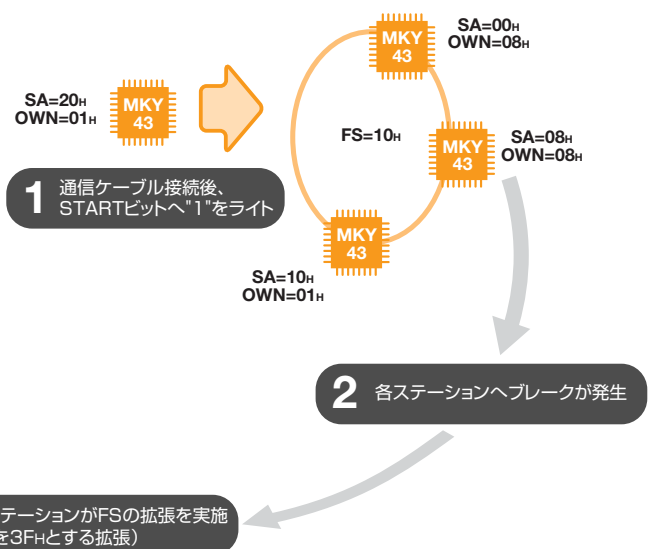 SA=00H
OWN=08H
MKY
43
SA=20H
OWN=01H
MKY
43
FS=10H
MKY
43
SA=08H
OWN=08H
1 通信ケーブル接続後、
STARTビットへ"1"をライト
MKY
43
SA=10H
OWN=01H
2 各ステーションへブレークが発生
テーションがFSの拡張を実施
を3FHとする拡張）